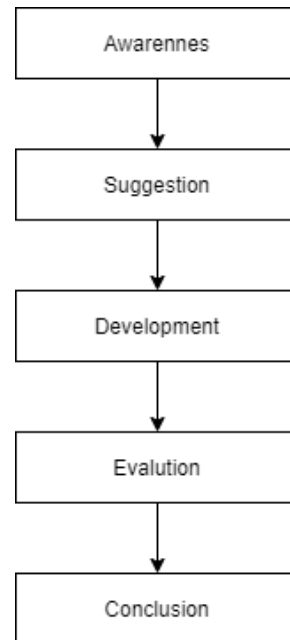 Awarennes
Suggestion
Development
Evalution
Conclusion